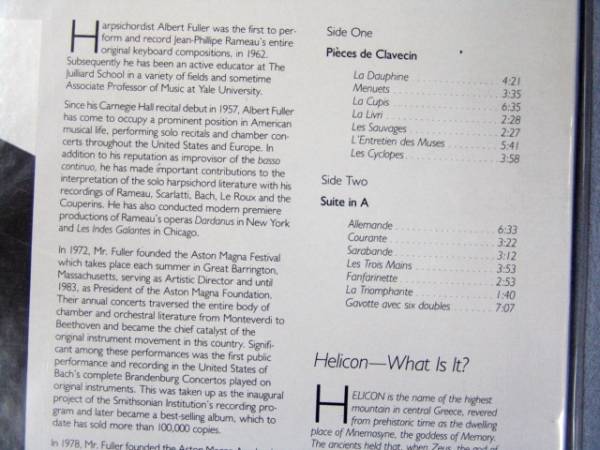 Harpsichordist Albert Fuller was the first to per-
form and record Jean-Phillipe Rameau's entire
original keyboard compositions, in 1962.
Subsequently he has been an active educator at The
Juilliard School in a variety of fields and sometime
Associate Professor of Music at Yale University.
Since his Carnegie Hall recital debut in 1957, Albert Fuller
has come to occupy a prominent position in American
musical life, performing solo recitals and chamber con-
certs throughout the United States and Europe. In
addition to his reputation as improvisor of the basso
continuo, he has made important contributions to the
interpretation of the solo harpsichord literature with his
recordings of Rameau, Scarlatti, Bach, Le Roux and the
Couperins. He has also conducted modern premiere
productions of Rameau's operas Dardanus in New York
and Les Indes Galantes in Chicago.
In 1972, Mr. Fuller founded the Aston Magna Festival
which takes place each summer in Great Barrington,
Massachusetts, serving as Artistic Director and until
1983, as President of the Aston Magna Foundation.
Their annual concerts traversed the entire body of
chamber and orchestral literature from Monteverdi to
Beethoven and became the chief catalyst of the
original instrument movement in this country. Signifi-
cant among these performances was the first public
performance and recording in the United States of
Bach's complete Brandenburg Concertos played on
original instruments. This was taken up as the inaugural
project of the Smithsonian Institution's recording pro-
gram and later became a best-selling album, which to
date has sold more than 100,000 copies.
In 1978, Mr. Fuller founded the Aston Magna
Side One
Pièces de Clavecin
La Dauphine 4:21
Menuets 3:35
La Cupis 6:35
La Livri 2:28
Les Sauvages 2:27
L'Entretien des Muses 5:41
Les Cyclopes 3:58
Side Two
Suite in A
Allemande 6:33
Courante 3:22
Sarabande 3:12
Les Trois Mains 3:53
Fanfarinette 2:53
La Triomphante 1:40
Gavotte avec six doubles 7:07
Helicon—What Is It?
HELICON is the name of the highest
mountain in central Greece, revered
from prehistoric time as the dwelling
place of Mnemosyne, the goddess of Memory.
The ancients held that, when Zeus, the god of